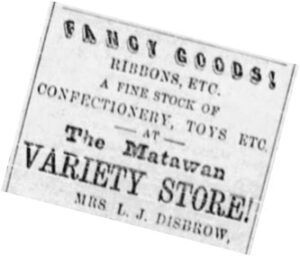 FANCY GOODS!
RIBBONS, ETC.
A FINE STOCK OF
CONFECTIONERY, TOYS ETC.
— AT —
The Matawan
VARIETY STORE!
MRS L. J. DISBROW,